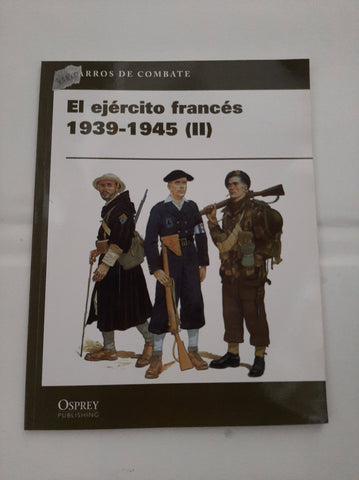 CARROS DE COMBATE
El ejército francés
1939-1945 (II)
OSPREY
PUBLISHING